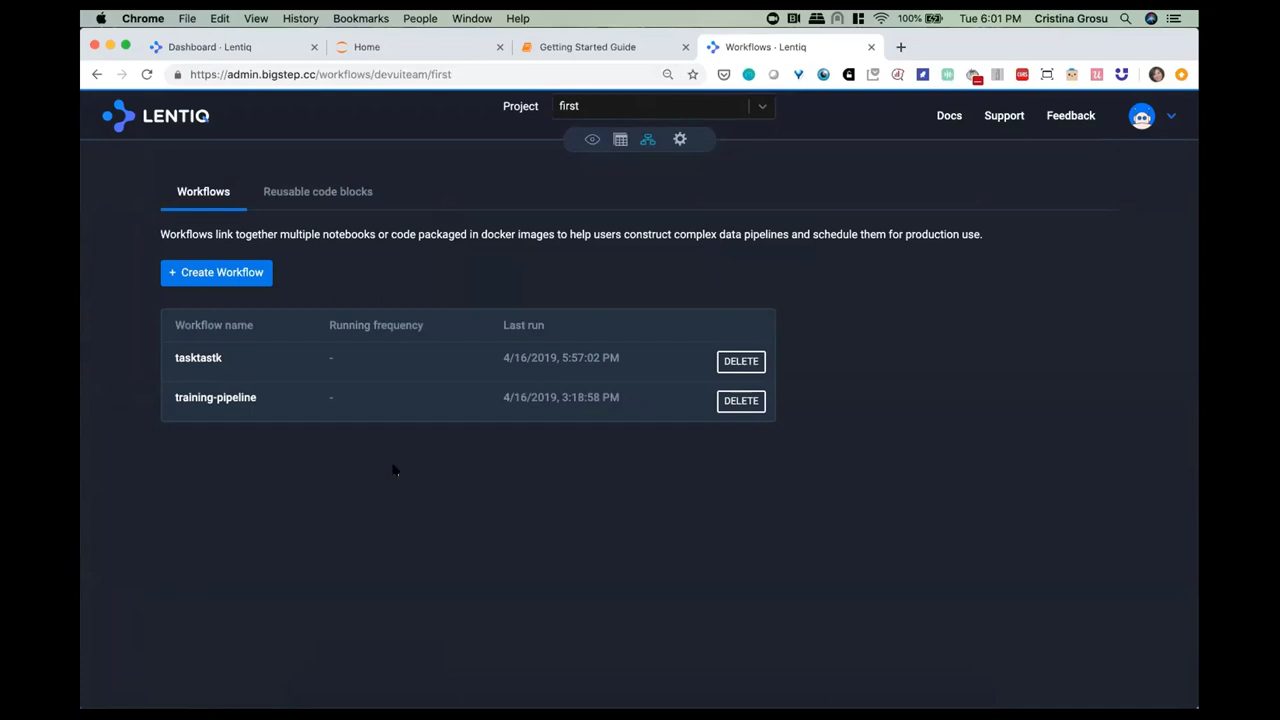 Chrome File Edit View History Bookmarks People Window Help 100% Tue 6:01 PM Cristina Grosu
Dashboard - Lentiq Home Getting Started Guide Workflows - Lentiq
https://admin.bigstep.cc/workflows/devuiteam/first
LENTIQ Project first Docs Support Feedback
Workflows Reusable code blocks
Workflows link together multiple notebooks or code packaged in docker images to help users construct complex data pipelines and schedule them for production use.
+ Create Workflow
Workflow name Running frequency Last run
tasktastk - 4/16/2019, 5:57:02 PM DELETE
training-pipeline - 4/16/2019, 3:18:58 PM DELETE